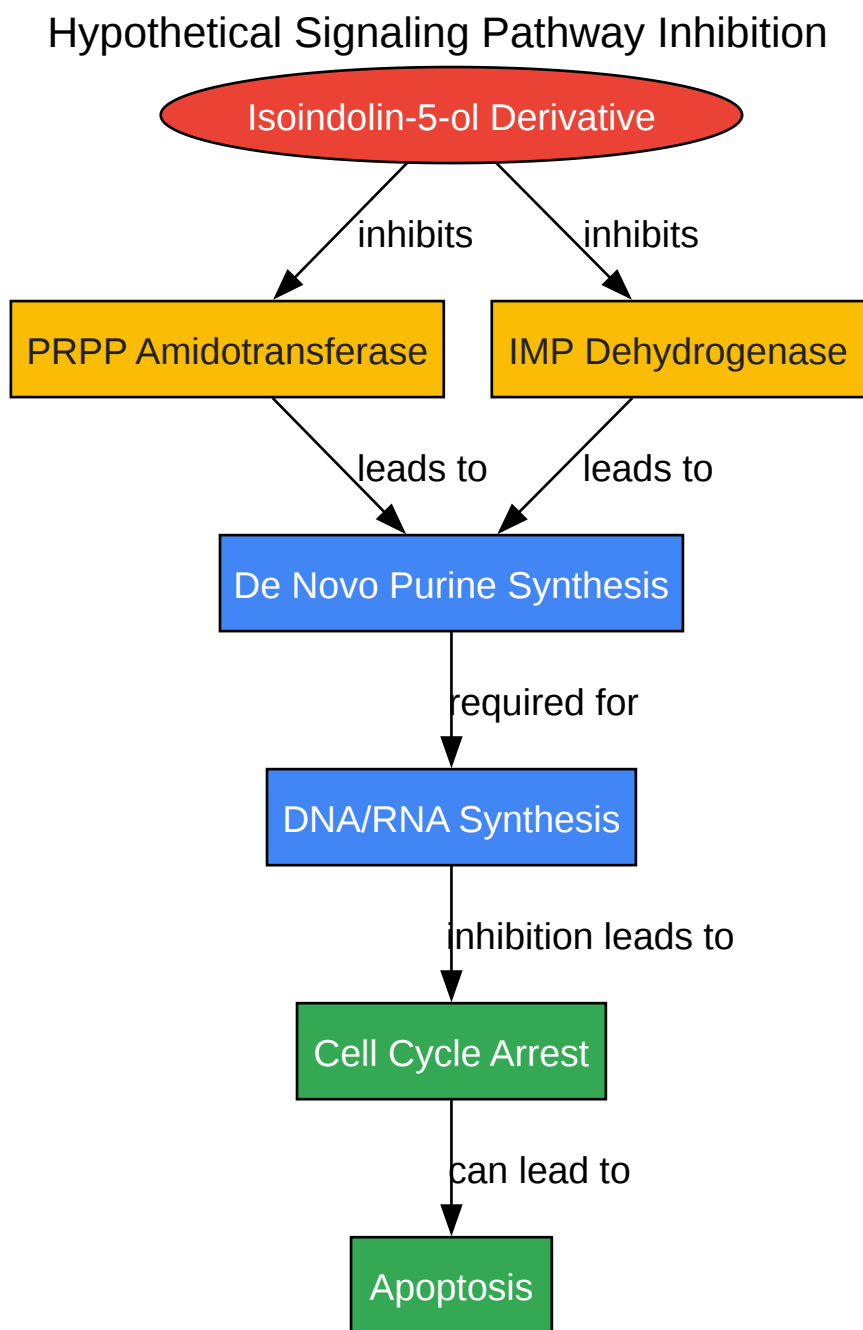 Hypothetical Signaling Pathway Inhibition
Isoindolin-5-ol Derivative
inhibits
inhibits
PRPP Amidotransferase
IMP Dehydrogenase
leads to
leads to
De Novo Purine Synthesis
required for
DNA/RNA Synthesis
inhibition leads to
Cell Cycle Arrest
can lead to
Apoptosis